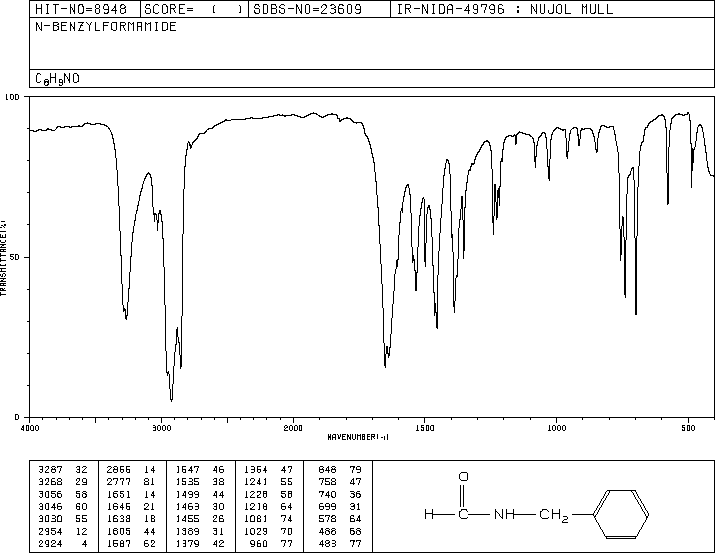 HIT-NO=8948 SCORE= ( ) SDBS-NO=23609 IR-NIDA-49796 : NUJOL MULL
N-BENZYLFORMAMIDE
C8H9NO
100
50
0
TRANSMITTANCE(%)
4000 3000 2000 1500 1000 500
WAVENUMBER(-1)
3287 32 2866 14 1547 46 1364 47 848 79
3268 29 2777 81 1535 38 1241 55 758 47
3056 58 1651 14 1499 44 1228 58 740 36
3046 60 1646 21 1463 30 1218 64 699 31
3030 55 1638 18 1455 26 1081 74 578 64
2954 12 1605 44 1389 31 1029 70 488 68
2924 4 1587 62 1379 42 960 77 483 77
O
H C NH CH2